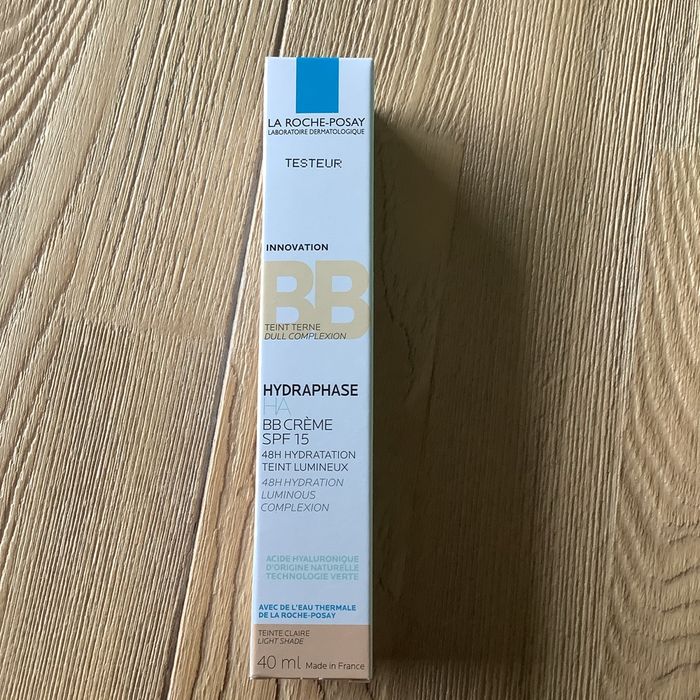 LA ROCHE-POSAY
LABORATOIRE DERMATOLOGIQUE
TESTEUR
INNOVATION
BB
TEINT TERNE
DULL COMPLEXION
HYDRAPHASE
HA
BB CRÈME
SPF 15
48H HYDRATATION
TEINT LUMINEUX
48H HYDRATION
LUMINOUS
COMPLEXION
ACIDE HYALURONIQUE
D'ORIGINE NATURELLE
TECHNOLOGIE VERTE
AVEC DE L'EAU THERMALE
DE LA ROCHE-POSAY
TEINTE CLAIRE
LIGHT SHADE
40 ml Made in France